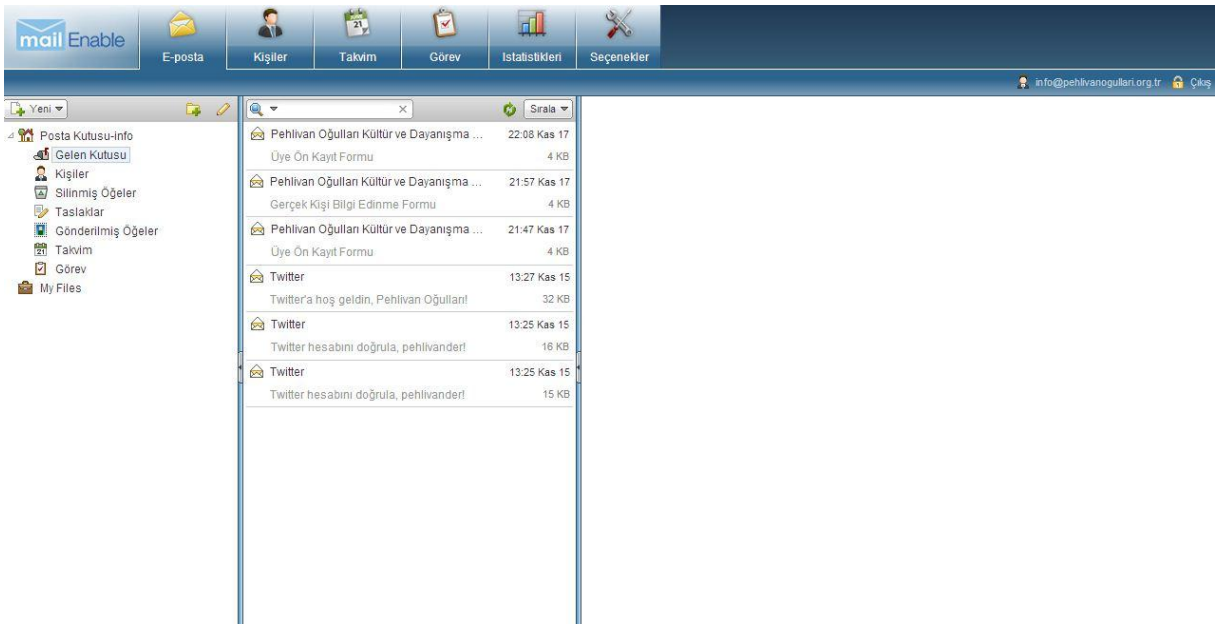 mail Enable
E-posta Kişiler Takvim Görev İstatistikleri Seçenekler
info@pehlivanogullari.org.tr Çıkış
Yeni
Sırala
Posta Kutusu-info
Gelen Kutusu
Kişiler
Silinmiş Öğeler
Taslaklar
Gönderilmiş Öğeler
Takvim
Görev
My Files
Pehlivan Oğulları Kültür ve Dayanışma ... 22:08 Kas 17
Üye Ön Kayıt Formu 4 KB
Pehlivan Oğulları Kültür ve Dayanışma ... 21:57 Kas 17
Gerçek Kişi Bilgi Edinme Formu 4 KB
Pehlivan Oğulları Kültür ve Dayanışma ... 21:47 Kas 17
Üye Ön Kayıt Formu 4 KB
Twitter 13:27 Kas 15
Twitter'a hoş geldin, Pehlivan Oğulları! 32 KB
Twitter 13:25 Kas 15
Twitter hesabını doğrula, pehlivander! 16 KB
Twitter 13:25 Kas 15
Twitter hesabını doğrula, pehlivander! 15 KB